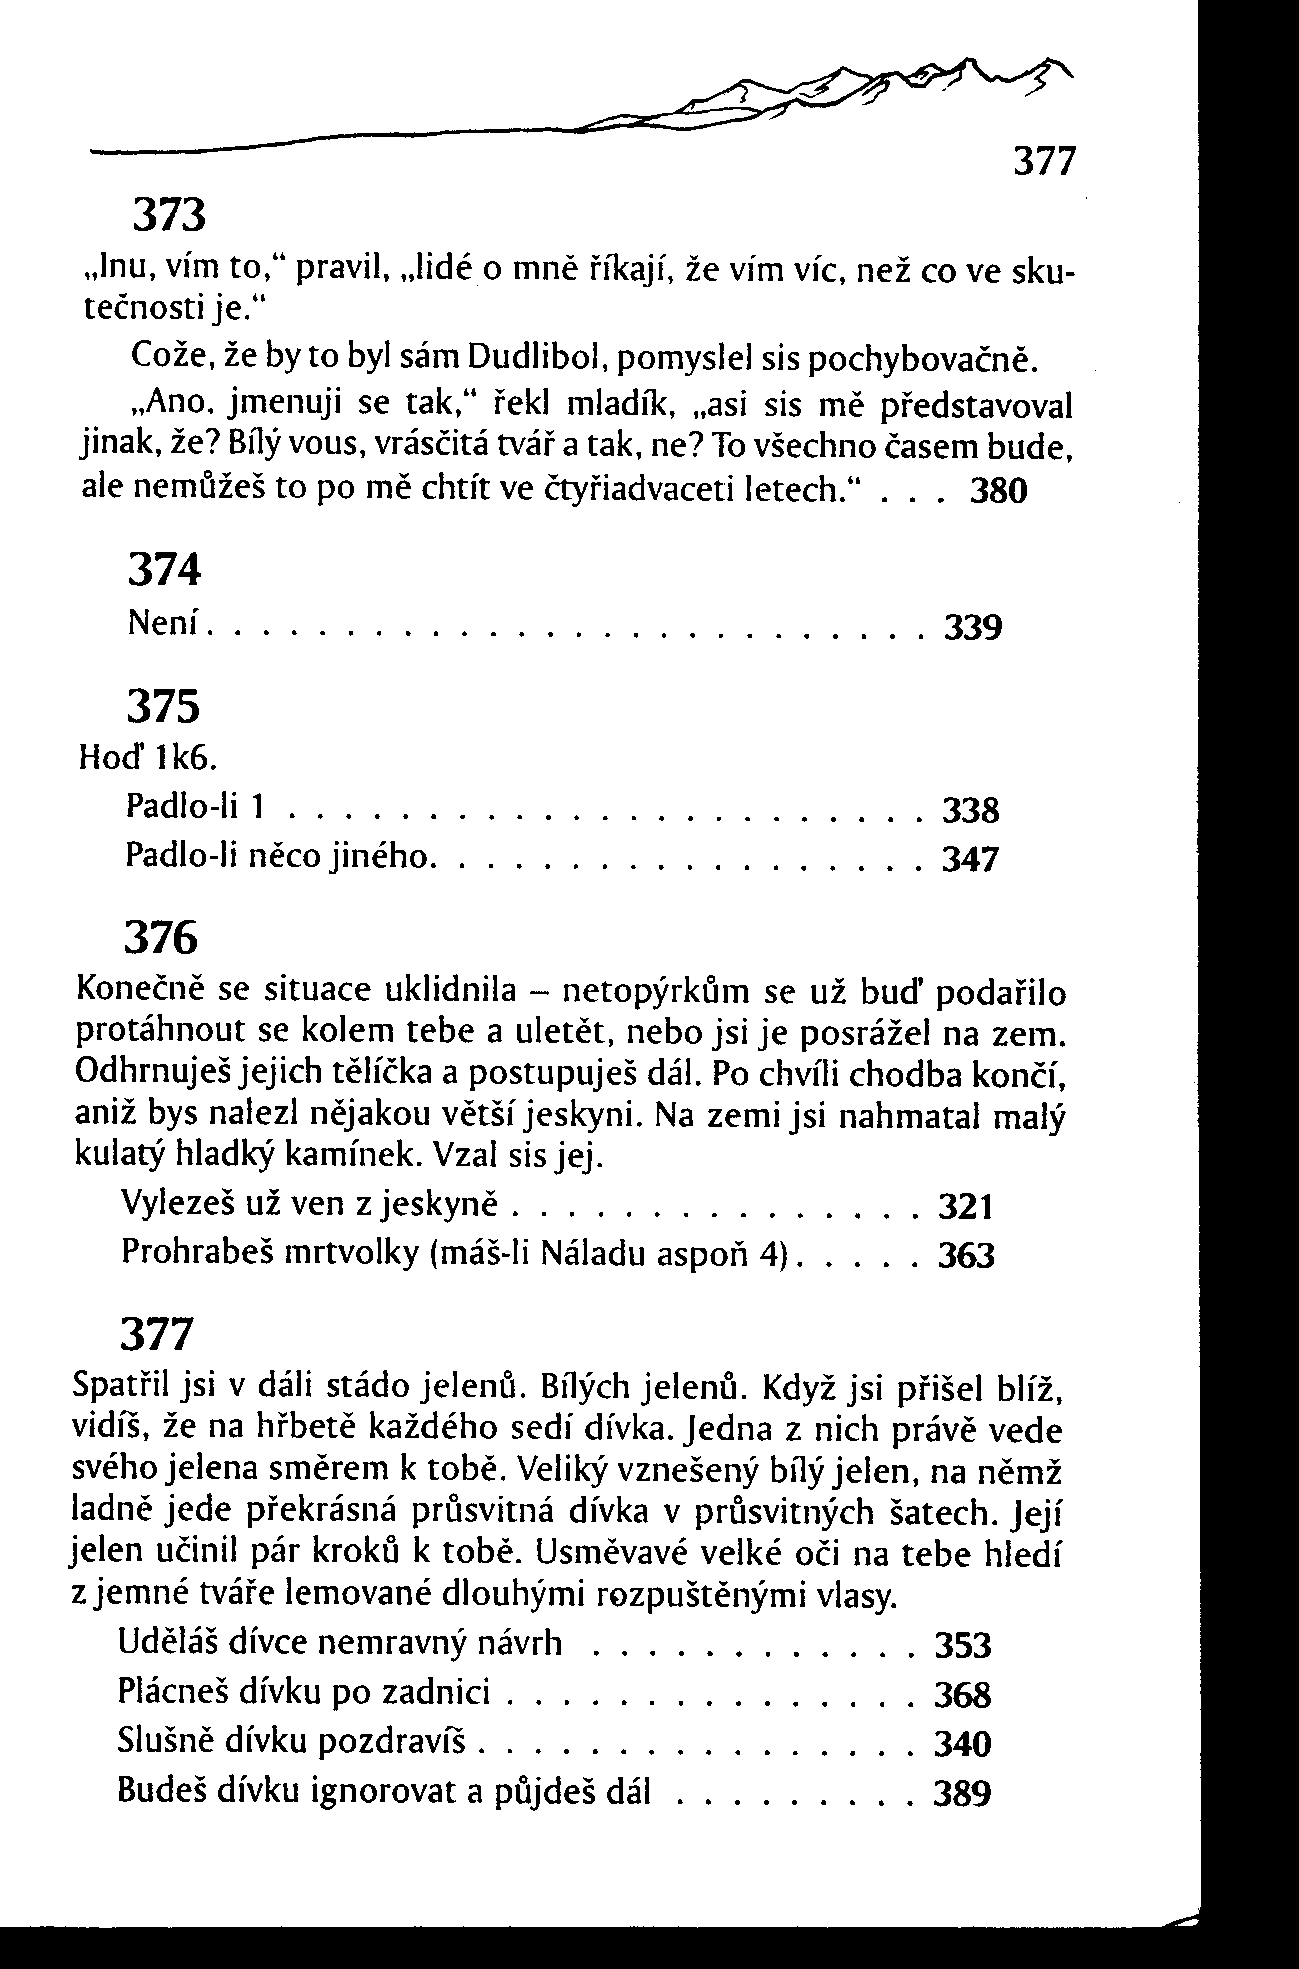 377
373
„Inu, vím to,“ pravil, „lidé o mně říkají, že vím víc, než co ve sku-
tečnosti je.“
Cože, že by to byl sám Dudlibol, pomyslel sis pochybovačně.
„Ano, jmenuji se tak,“ řekl mladík, „asi sis mě představoval
jinak, že? Bílý vous, vrásčitá tvář a tak, ne? To všechno časem bude,
ale nemůžeš to po mě chtít ve čtyřiadvaceti letech.“ . . . 380
374
Není. . . . . . . . . . . . . . . . . . . . . . . . . . 339
375
Hoď 1k6.
Padlo-li 1 . . . . . . . . . . . . . . . . . . . . . . . 338
Padlo-li něco jiného. . . . . . . . . . . . . . . . . . 347
376
Konečně se situace uklidnila – netopýrkům se už buď podařilo
protáhnout se kolem tebe a uletět, nebo jsi je posrážel na zem.
Odhrnuješ jejich tělíčka a postupuješ dál. Po chvíli chodba končí,
aniž bys nalezl nějakou větší jeskyni. Na zemi jsi nahmatal malý
kulatý hladký kamínek. Vzal sis jej.
Vylezeš už ven z jeskyně . . . . . . . . . . . . . . . 321
Prohrabeš mrtvolky (máš-li Náladu aspoň 4). . . . . 363
377
Spatřil jsi v dáli stádo jelenů. Bílých jelenů. Když jsi přišel blíž,
vidíš, že na hřbetě každého sedí dívka. Jedna z nich právě vede
svého jelena směrem k tobě. Veliký vznešený bílý jelen, na němž
ladně jede překrásná průsvitná dívka v průsvitných šatech. Její
jelen učinil pár kroků k tobě. Usměvavé velké oči na tebe hledí
z jemné tváře lemované dlouhými rozpuštěnými vlasy.
Uděláš dívce nemravný návrh . . . . . . . . . . . . 353
Plácneš dívku po zadnici . . . . . . . . . . . . . . . 368
Slušně dívku pozdravíš . . . . . . . . . . . . . . . . 340
Budeš dívku ignorovat a půjdeš dál . . . . . . . . . 389